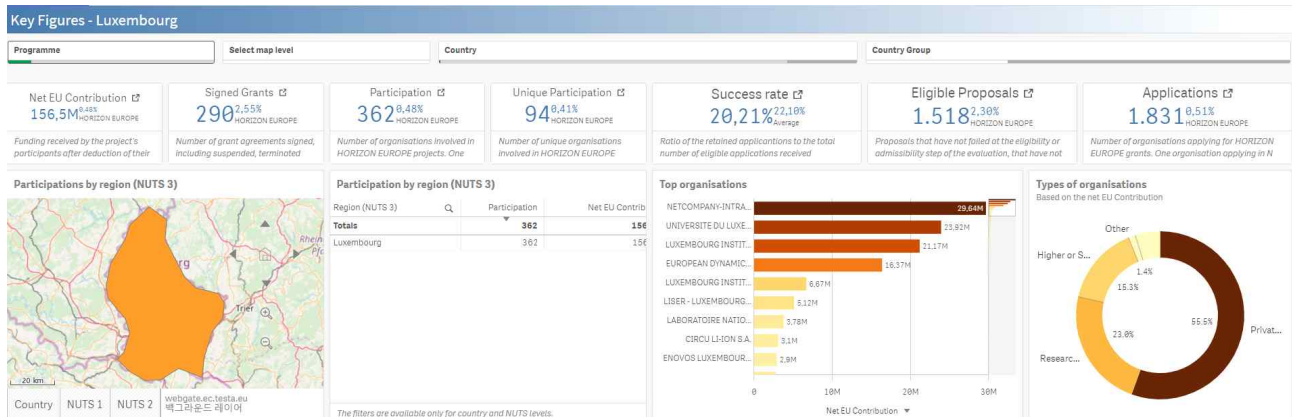 Key Figures - Luxembourg
Programme
Select map level
Country
Country Group
Net EU Contribution
156,5M 0,48% HORIZON EUROPE
Funding received by the project's
participants after deduction of their
Signed Grants
290 2,55% HORIZON EUROPE
Number of grant agreements signed,
including suspended, terminated
Participation
362 0,48% HORIZON EUROPE
Number of organisations involved in
HORIZON EUROPE projects. One
Unique Participation
94 0,41% HORIZON EUROPE
Number of unique organisations
involved in HORIZON EUROPE
Success rate
20,21% 22,10% Average
Ratio of the retained applications to the total
number of eligible applications received
Eligible Proposals
1.518 2,30% HORIZON EUROPE
Proposals that have not failed at the eligibility or
admissibility step of the evaluation, that have not
Applications
1.831 0,51% HORIZON EUROPE
Number of organisations applying for HORIZON
EUROPE grants. One organisation applying in N
Participations by region (NUTS 3)
rg
Rhein
Trier
20 km
Country NUTS 1 NUTS 2
webgate.ec.testa.eu
백그라운드 레이어
Participation by region (NUTS 3)
Region (NUTS 3) Participation Net EU Contrib
Totals 362 156
Luxembourg 362 156
The filters are available only for country and NUTS levels.
Top organisations
NETCOMPANY-INTRA... 29,64M
UNIVERSITE DU LUXE... 23,92M
LUXEMBOURG INSTIT... 21,17M
EUROPEAN DYNAMIC... 16,37M
LUXEMBOURG INSTIT... 6,67M
LISER - LUXEMBOURG... 5,12M
LABORATOIRE NATIO... 3,78M
CIRCU LI-ION S.A. 3,1M
ENOVOS LUXEMBOUR... 2,9M
0 10M 20M 30M
Net EU Contribution
Types of organisations
Based on the net EU Contribution
Other
Higher or S...
1.4%
15.3%
23.0%
55.5%
Privat...
Researc...